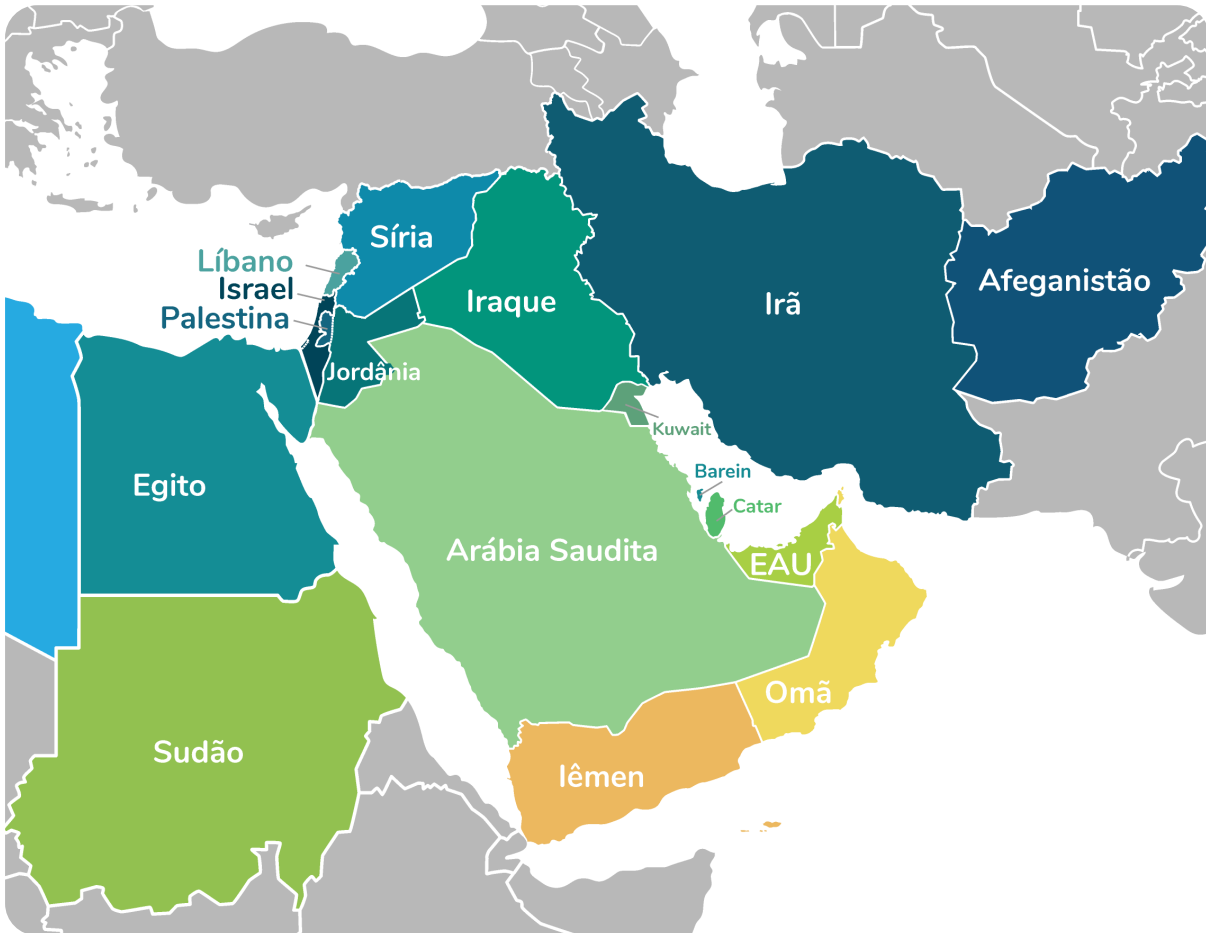 Síria
Líbano
Israel
Palestina
Iraque
Irã
Afeganistão
Jordânia
Kuwait
Barein
Catar
Egito
Arábia Saudita
EAU
Omã
Sudão
Iêmen